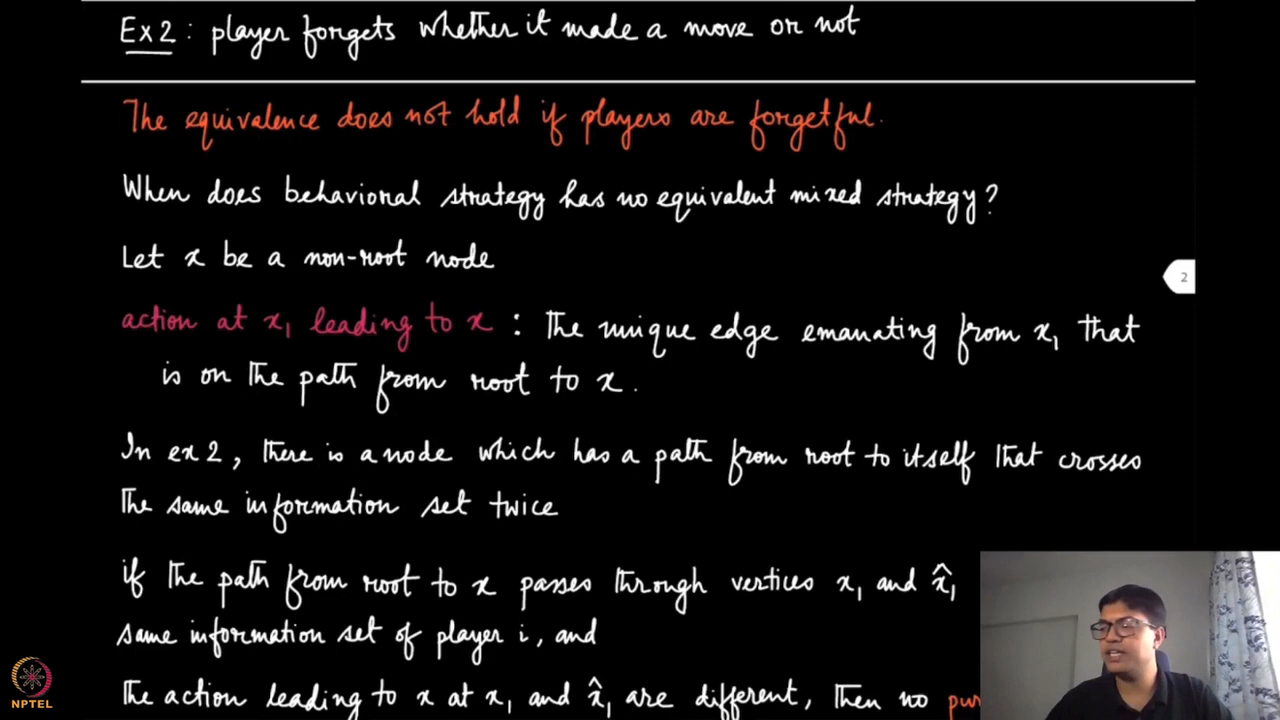 Ex 2 : player forgets whether it made a move or not
The equivalence does not hold if players are forgetful.
When does behavioral strategy has no equivalent mixed strategy?
Let x be a non-root node
action at x₁ leading to x : The unique edge emanating from x₁ that
is on the path from root to x.
2
In ex 2, there is a node which has a path from root to itself that crosses
the same information set twice
if the path from root to x passes through vertices x₁ and x̂₁
same information set of player i, and
The action leading to x at x₁ and x̂₁ are different, then no
NPTEL